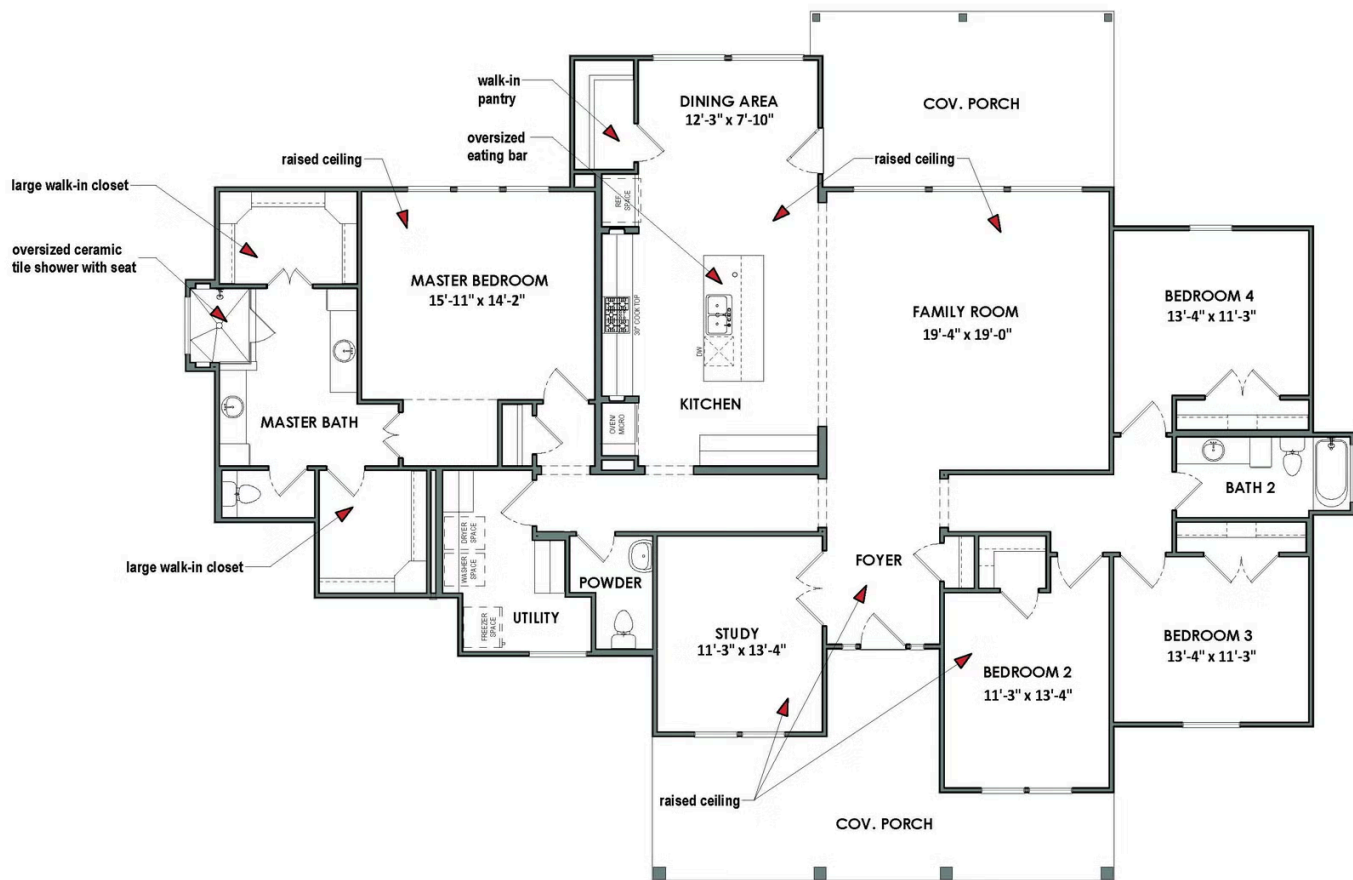 walk-in
pantry
DINING AREA
12'-3" x 7'-10"
COV. PORCH
oversized
eating bar
raised ceiling
raised ceiling
large walk-in closet
REF.
SPACE
oversized ceramic
tile shower with seat
MASTER BEDROOM
15'-11" x 14'-2"
BEDROOM 4
13'-4" x 11'-3"
30" COOKTOP
FAMILY ROOM
19'-4" x 19'-0"
DW
KITCHEN
MASTER BATH
OVEN/
MICRO
BATH 2
DRYER
SPACE
WASHER
SPACE
large walk-in closet
POWDER
FOYER
UTILITY
FREEZER
SPACE
STUDY
11'-3" x 13'-4"
BEDROOM 3
13'-4" x 11'-3"
BEDROOM 2
11'-3" x 13'-4"
raised ceiling
COV. PORCH